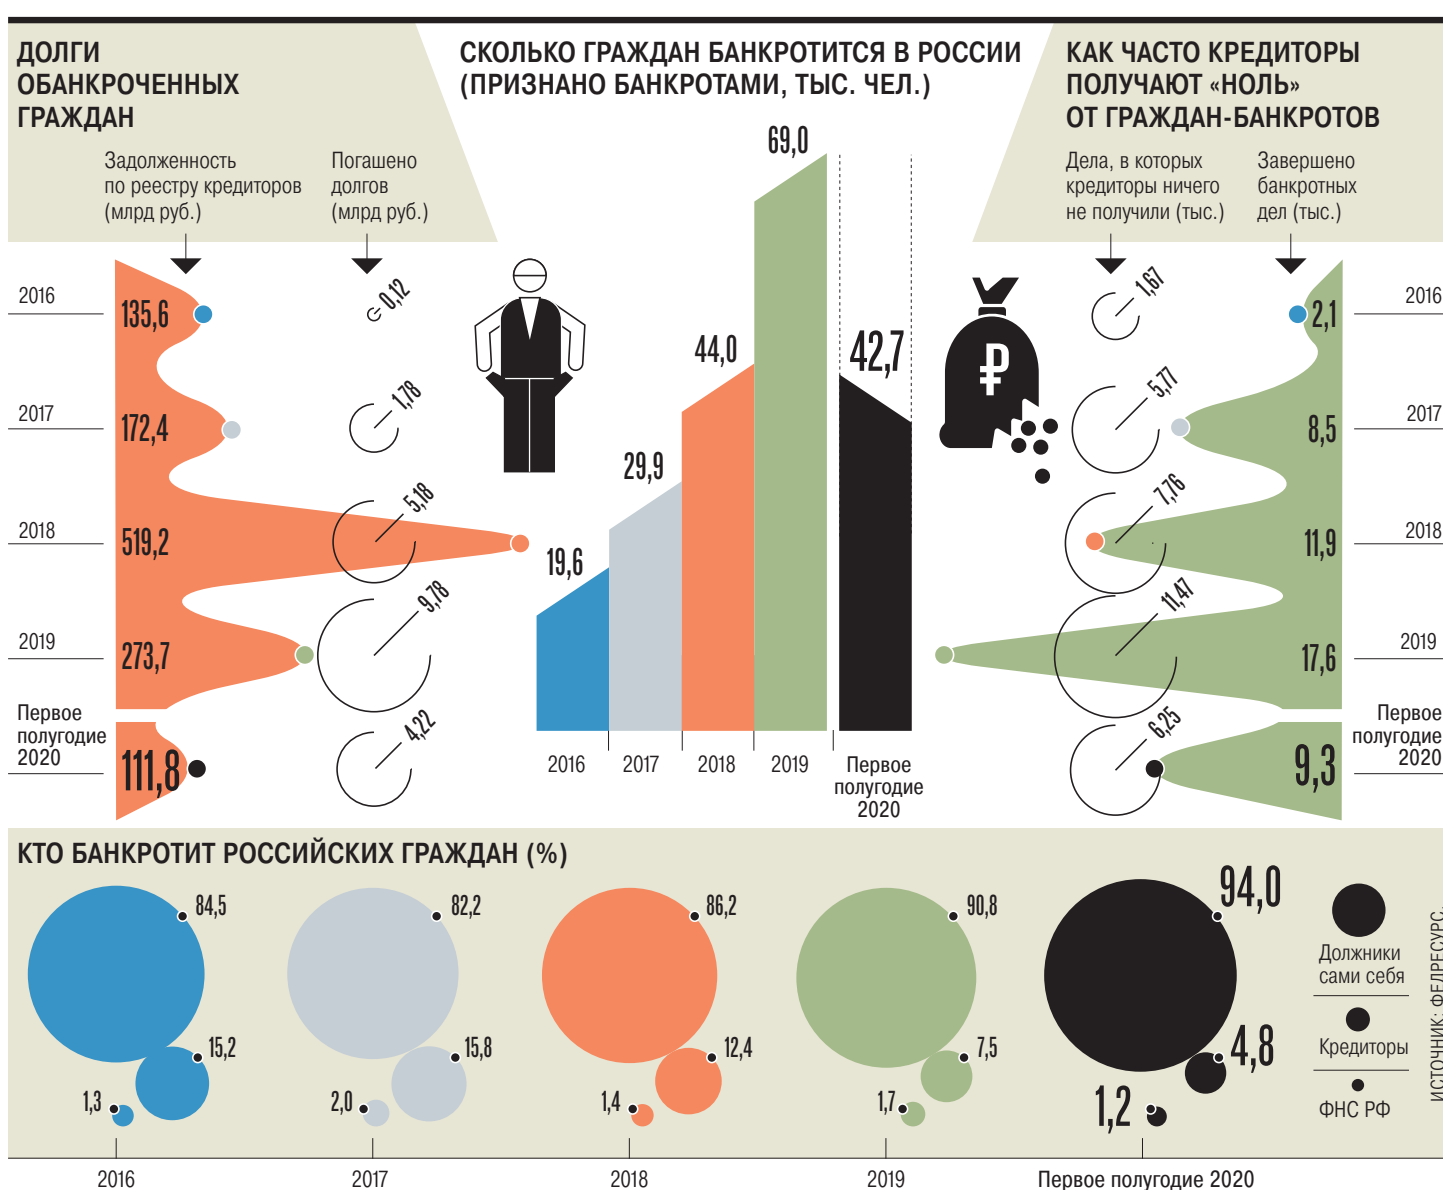 ДОЛГИ
ОБАНКРОЧЕННЫХ
ГРАЖДАН
Задолженность
по реестру кредиторов
(млрд руб.)
Погашено
долгов
(млрд руб.)
2016
135,6
0,12
2017
172,4
1,78
2018
519,2
5,18
2019
273,7
9,78
Первое
полугодие
2020
111,8
4,22
СКОЛЬКО ГРАЖДАН БАНКРОТИТСЯ В РОССИИ
(ПРИЗНАНО БАНКРОТАМИ, ТЫС. ЧЕЛ.)
19,6
29,9
44,0
69,0
42,7
2016
2017
2018
2019
Первое
полугодие
2020
₽
КАК ЧАСТО КРЕДИТОРЫ
ПОЛУЧАЮТ «НОЛЬ»
ОТ ГРАЖДАН-БАНКРОТОВ
Дела, в которых
кредиторы ничего
не получили (тыс.)
Завершено
банкротных
дел (тыс.)
1,67
2,1
2016
5,77
8,5
2017
7,76
11,9
2018
11,47
17,6
2019
6,25
9,3
Первое
полугодие
2020
КТО БАНКРОТИТ РОССИЙСКИХ ГРАЖДАН (%)
84,5
15,2
1,3
2016
82,2
15,8
2,0
2017
86,2
12,4
1,4
2018
90,8
7,5
1,7
2019
94,0
4,8
1,2
Первое полугодие 2020
Должники
сами себя
Кредиторы
ФНС РФ
ИСТОЧНИК: ФЕДРЕСУРС.